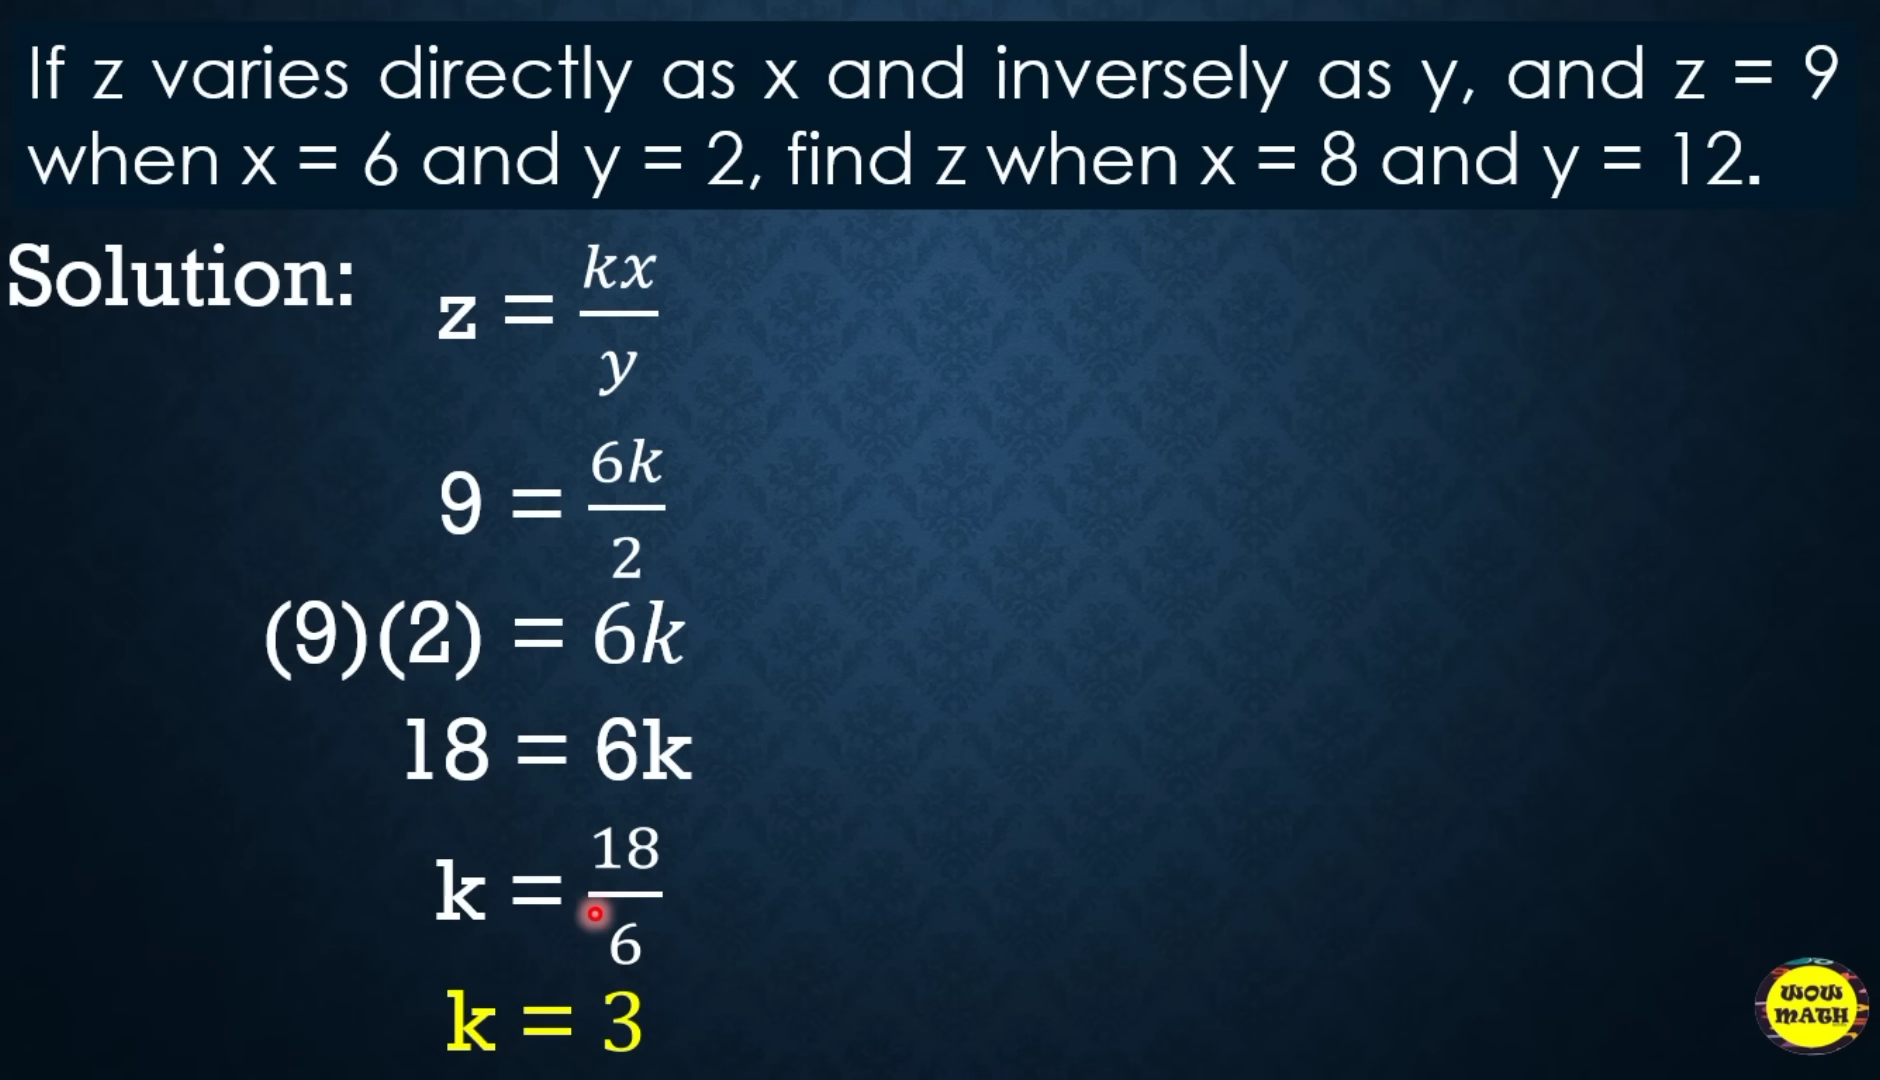 If z varies directly as x and inversely as y, and z = 9
when x = 6 and y = 2, find z when x = 8 and y = 12.
Solution:
z = kx/y
9 = 6k/2
(9)(2) = 6k
18 = 6k
k = 18/6
k = 3
WOW
MATH